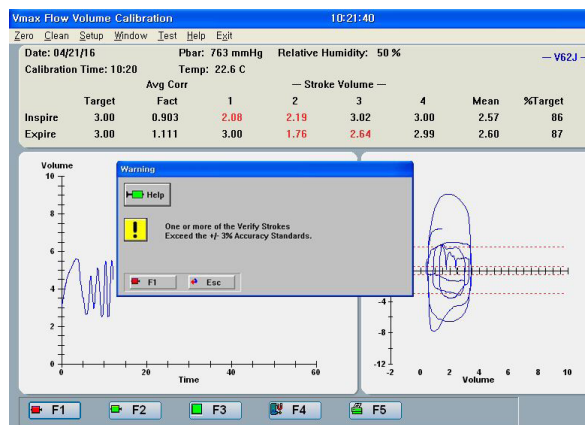 Vmax Flow Volume Calibration 10:21:40
Zero Clean Setup Window Test Help Exit
Date: 04/21/16 Pbar: 763 mmHg Relative Humidity: 50 % — V62J —
Calibration Time: 10:20 Temp: 22.6 C
Avg Corr — Stroke Volume —
Target Fact 1 2 3 4 Mean %Target
Inspire 3.00 0.903 2.08 2.19 3.02 3.00 2.57 86
Expire 3.00 1.111 3.00 1.76 2.64 2.99 2.60 87
Volume
10
8
6
4
2
0
0 20 40 60
Time
Warning
Help
One or more of the Verify Strokes
Exceed the +/- 3% Accuracy Standards.
F1 Esc
-4
-8
-12
-2 0 2 4 6 8 10
Volume
F1 F2 F3 F4 F5